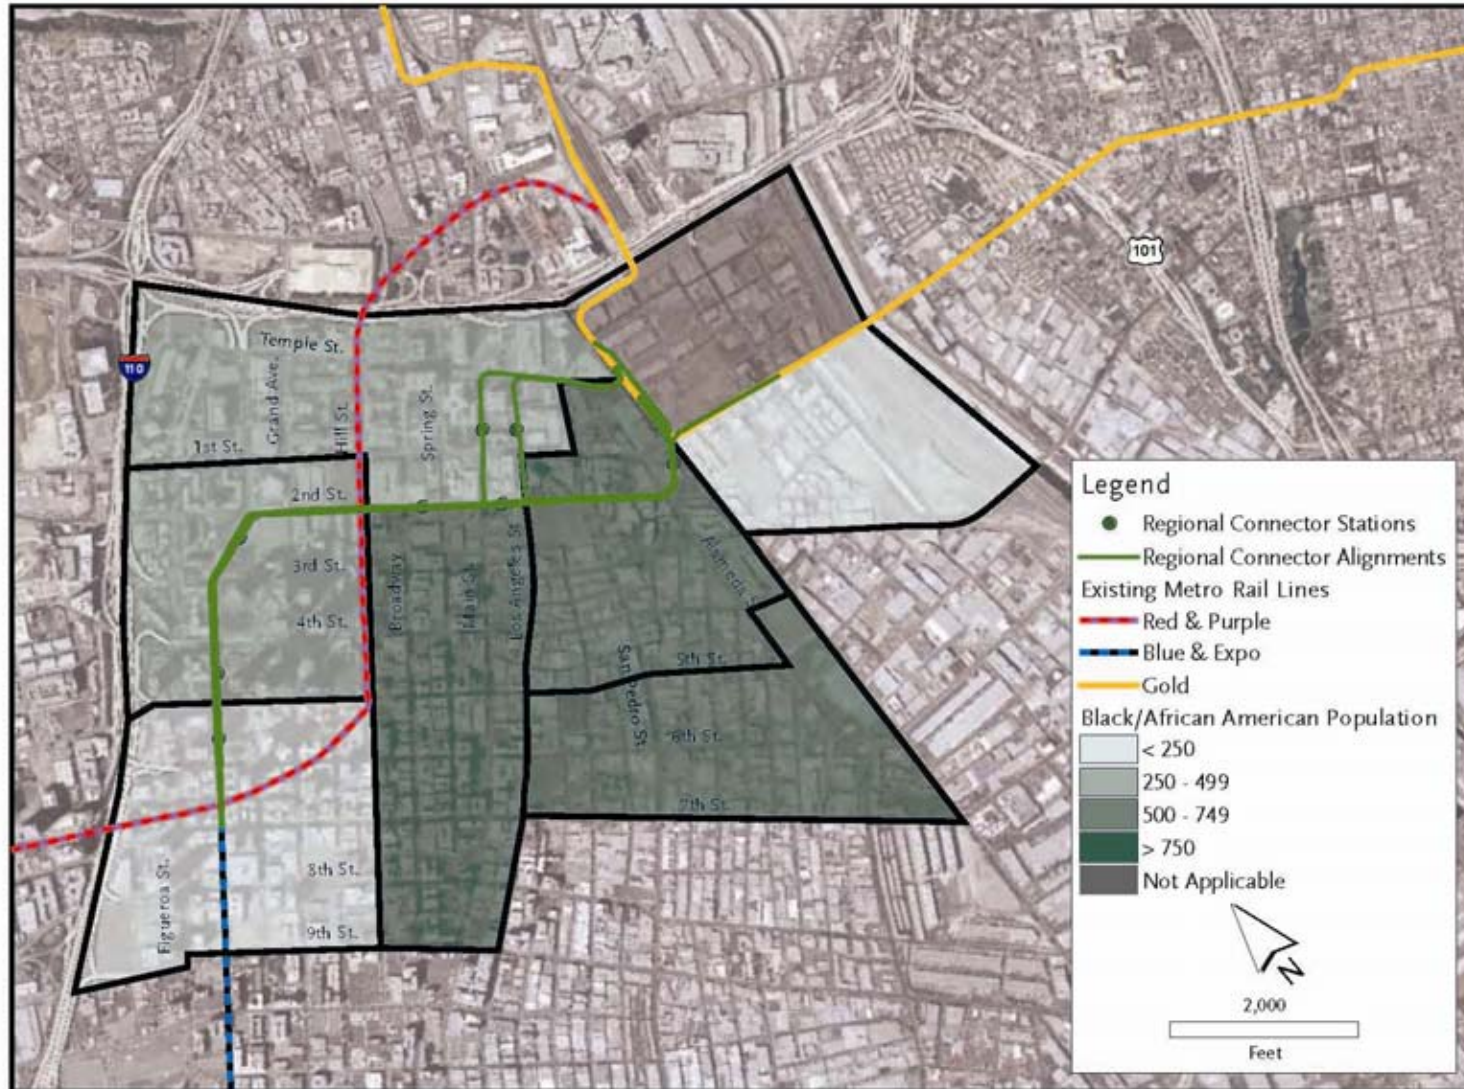 101
110
Temple St.
Grand Ave.
Hill St.
Spring St.
1st St.
2nd St.
3rd St.
4th St.
Broadway
Main St.
Los Angeles St.
Alameda
5th St.
San Pedro St.
6th St.
7th St.
8th St.
9th St.
Figueroa St.
Legend
Regional Connector Stations
Regional Connector Alignments
Existing Metro Rail Lines
Red & Purple
Blue & Expo
Gold
Black/African American Population
< 250
250 - 499
500 - 749
> 750
Not Applicable
N
2,000
Feet